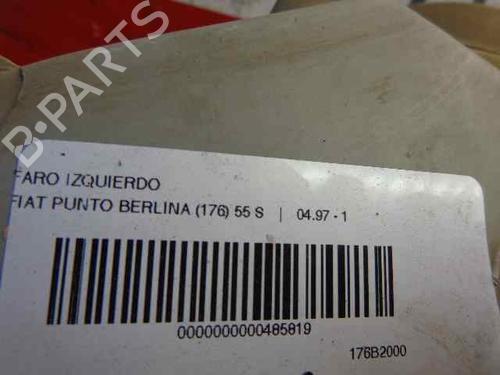 B-PARTS
FARO IZQUIERDO
FIAT PUNTO BERLINA (176) 55 S | 04.97 - 1
0000000000485819
176B2000